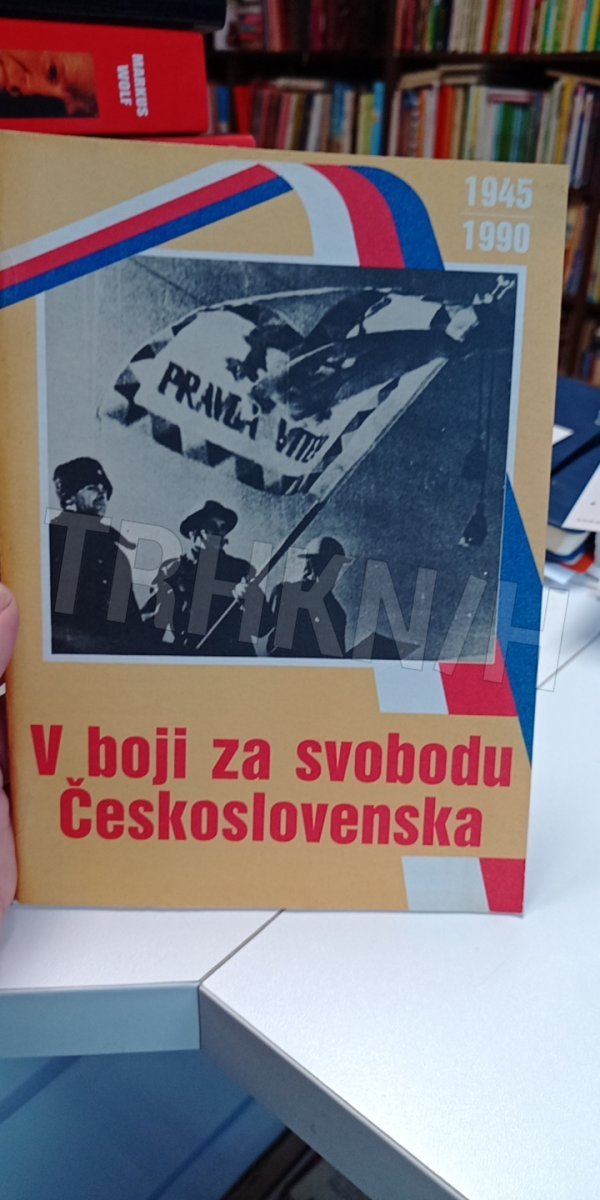 MARKUS
WOLF
1945
1990
PRAVDA VÍTĚZÍ
TRHKNIH
V boji za svobodu
Československa